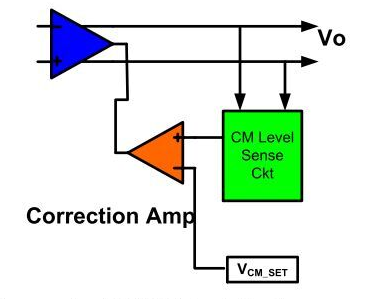 Vo
CM Level
Sense
Ckt
Correction Amp
VCM_SET